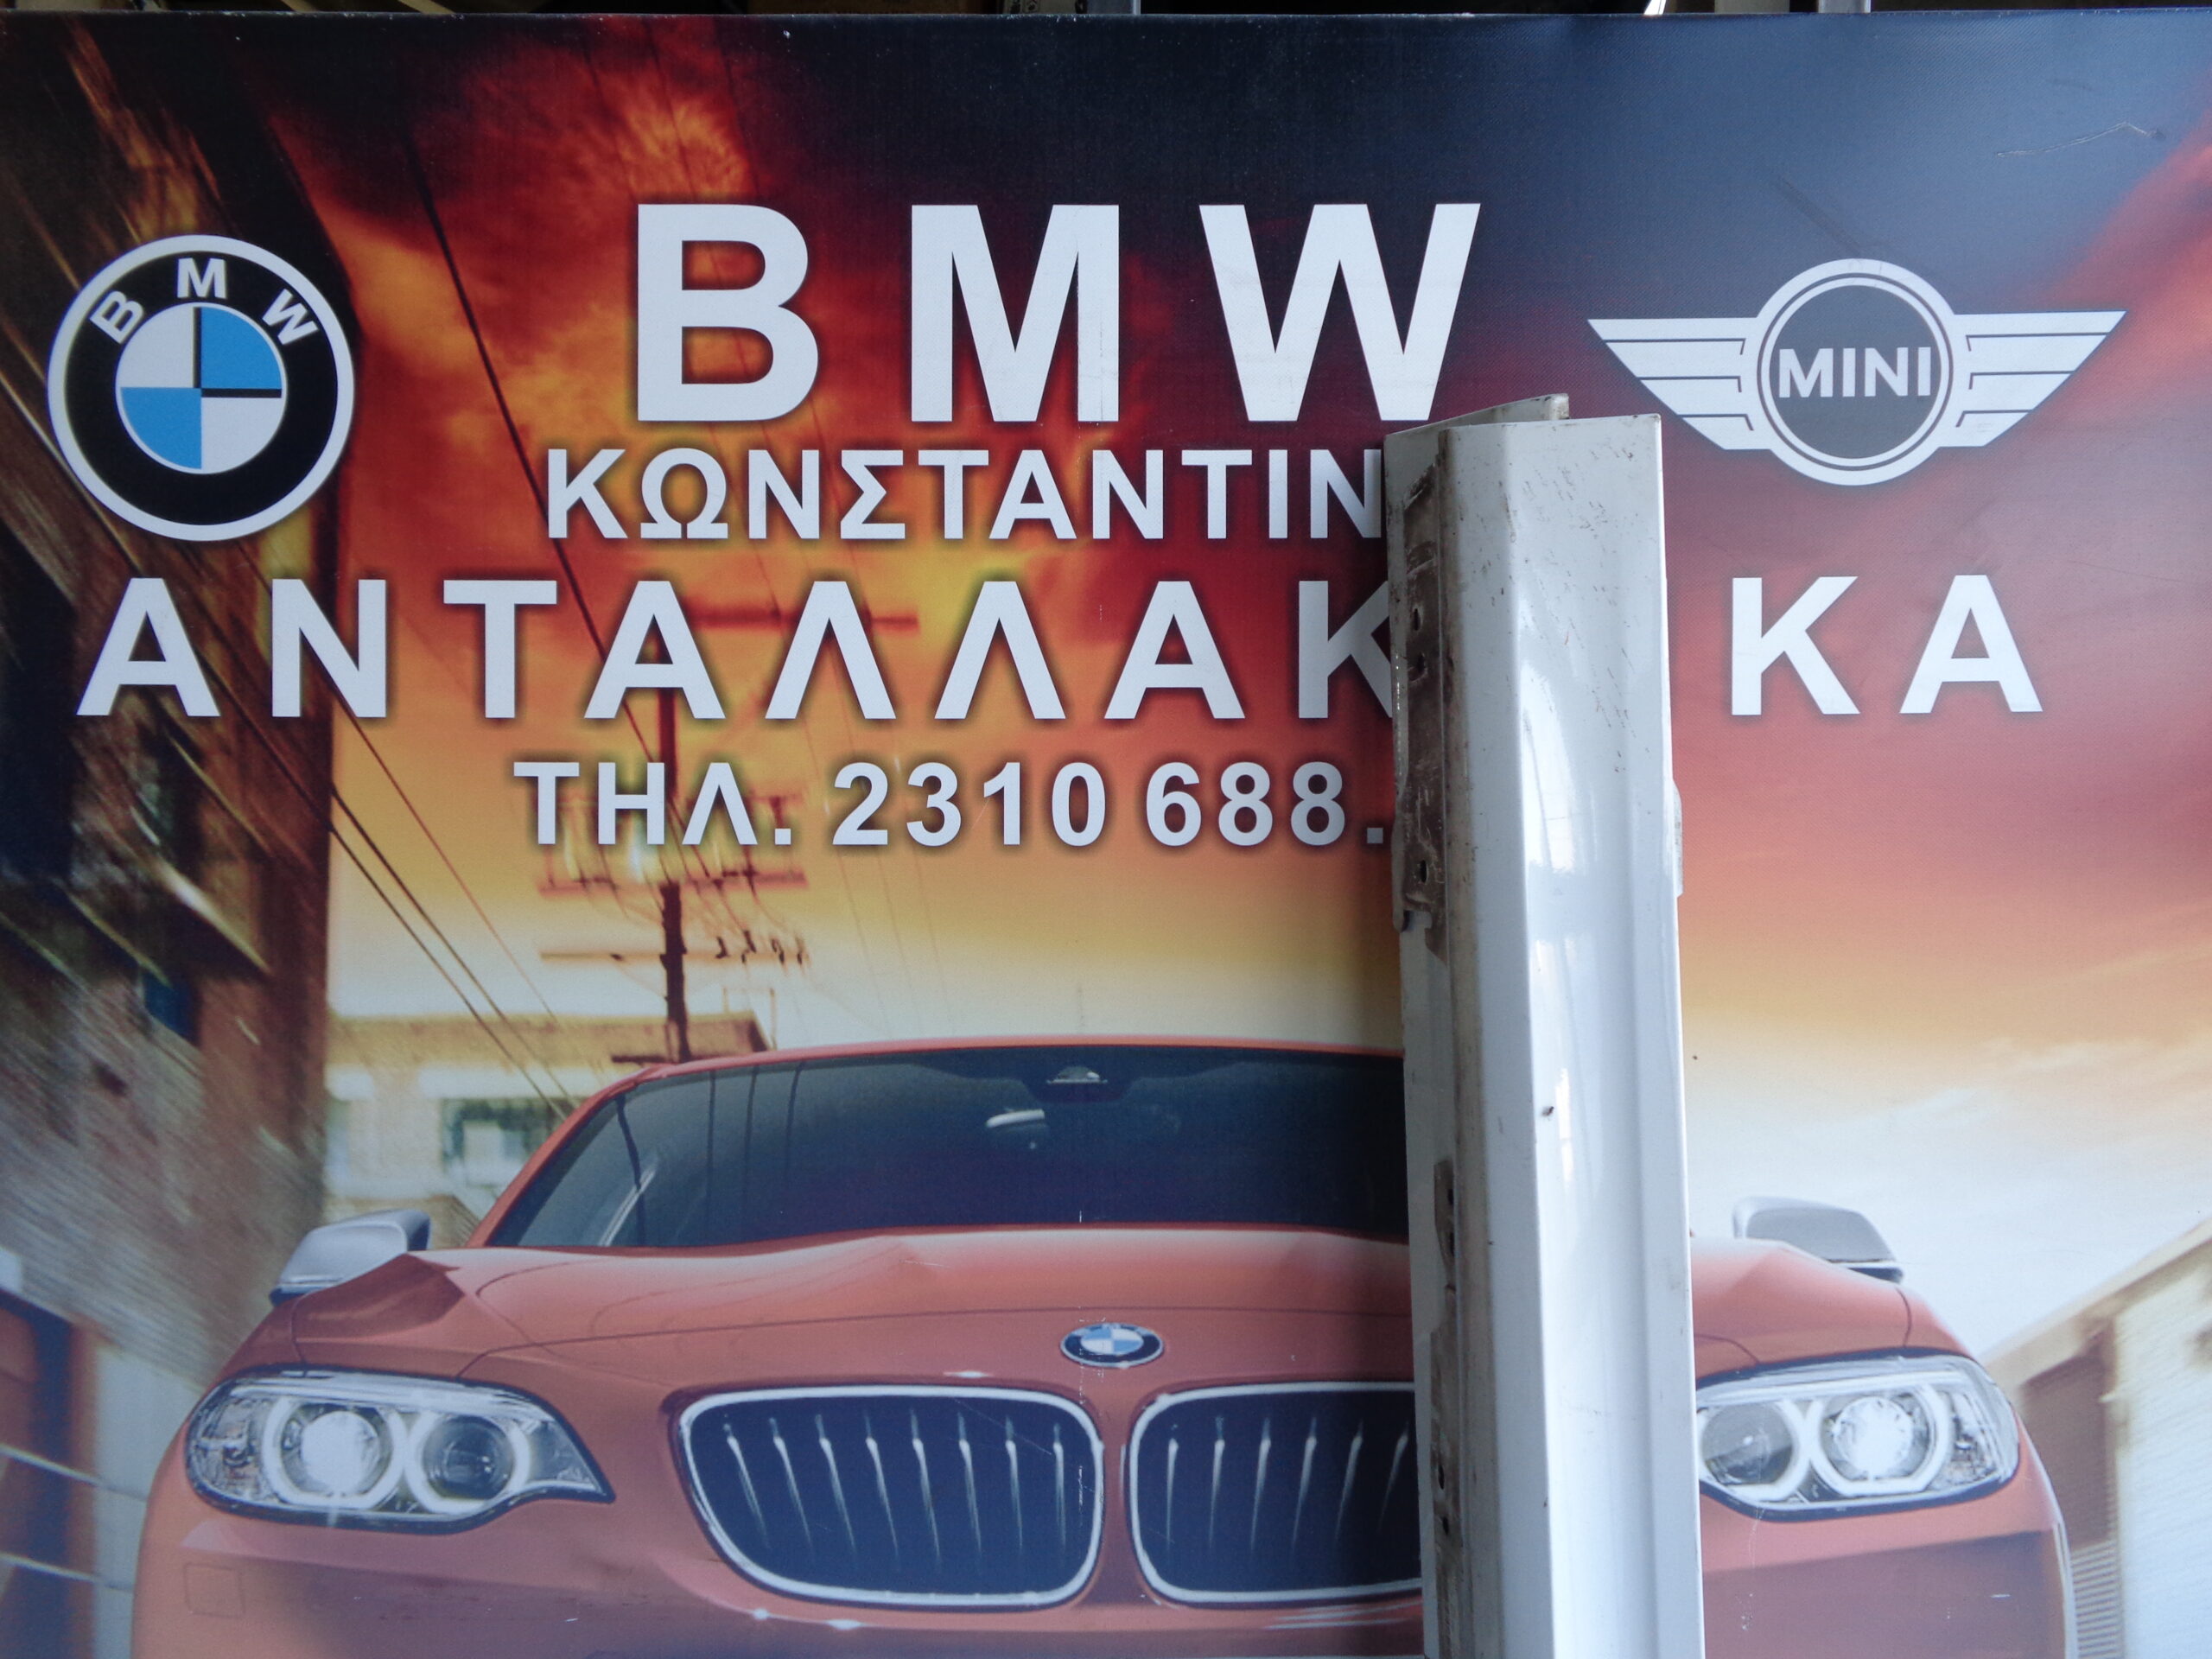 BMW
BMW
MINI
ΚΩΝΣΤΑΝΤΙΝ
ΑΝΤΑΛΛΑΚ ΚΑ
ΤΗΛ. 2310 688.